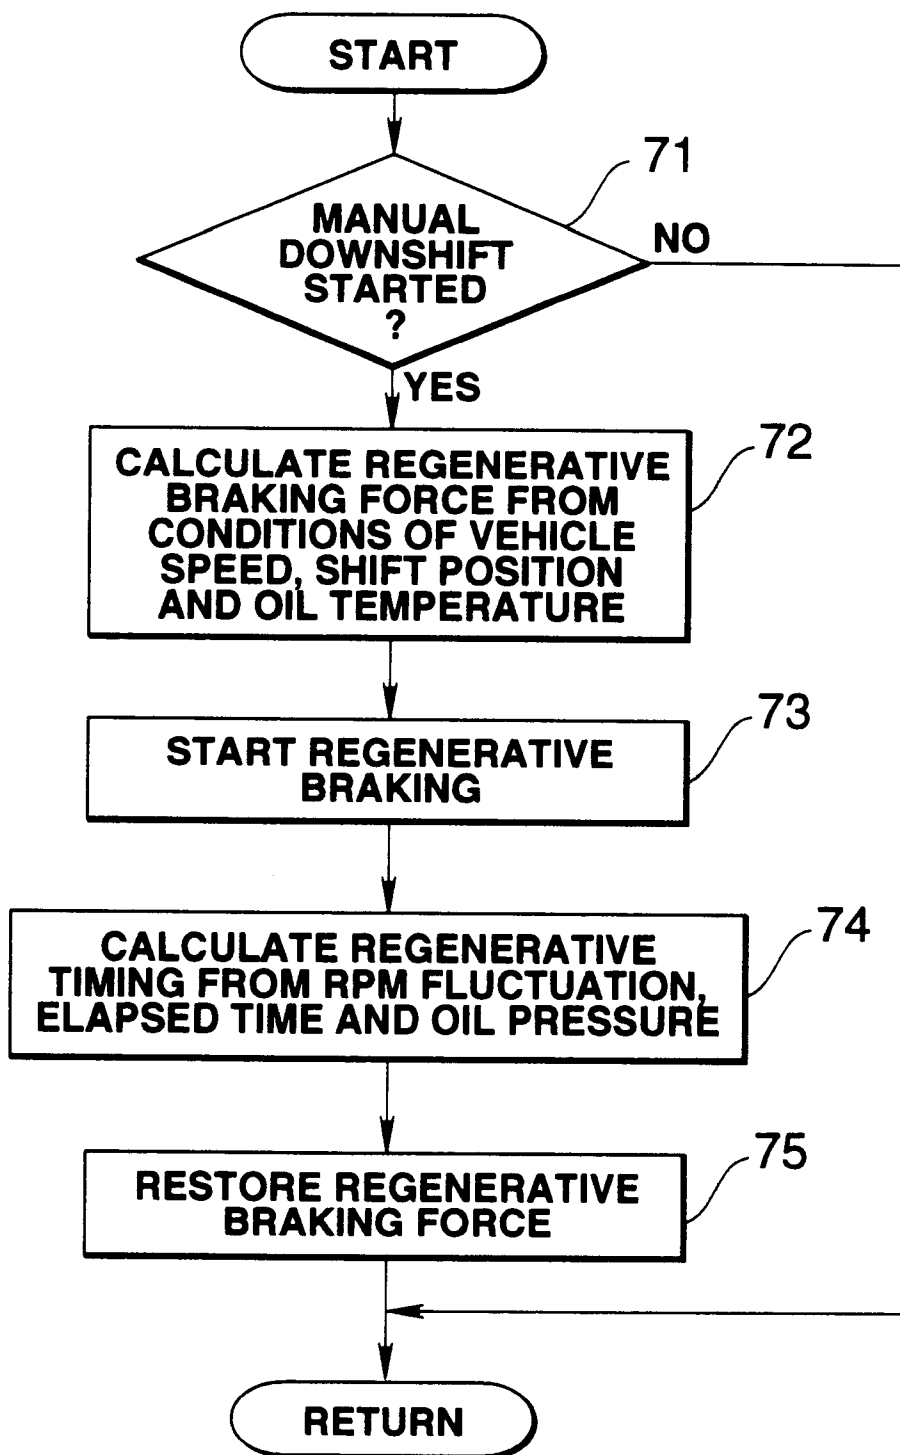 START
71
MANUAL
DOWNSHIFT
STARTED
?
NO
YES
72
CALCULATE REGENERATIVE
BRAKING FORCE FROM
CONDITIONS OF VEHICLE
SPEED, SHIFT POSITION
AND OIL TEMPERATURE
73
START REGENERATIVE
BRAKING
74
CALCULATE REGENERATIVE
TIMING FROM RPM FLUCTUATION,
ELAPSED TIME AND OIL PRESSURE
75
RESTORE REGENERATIVE
BRAKING FORCE
RETURN